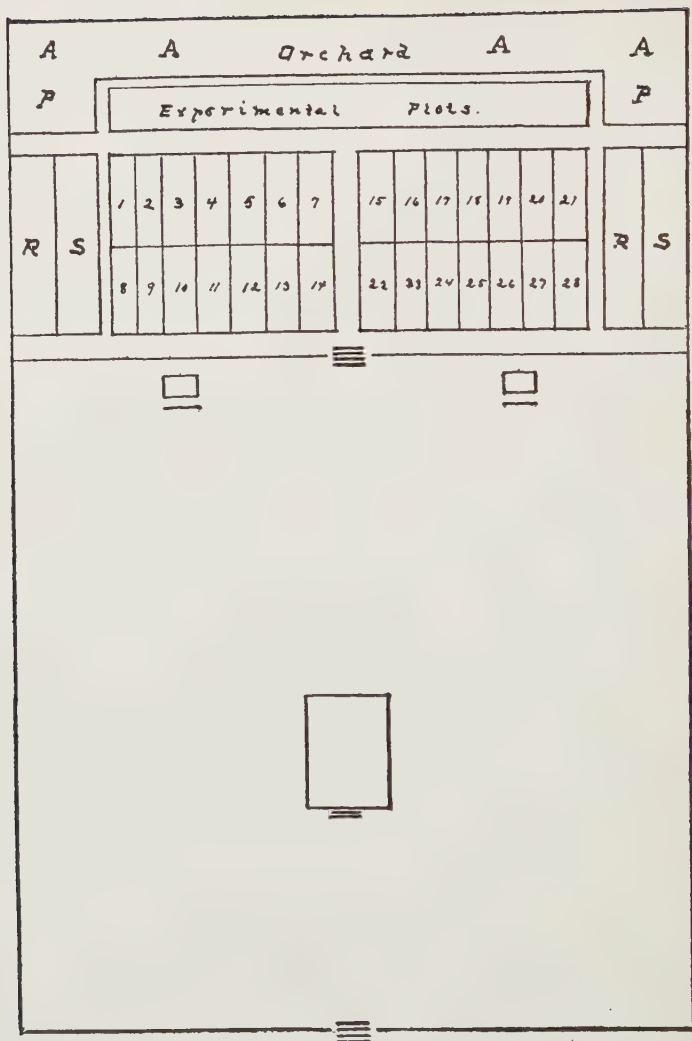 A A Orchard A A
P P
Experimental Plots.
1 2 3 4 5 6 7 15 16 17 18 19 20 21
R S R S
8 9 10 11 12 13 14 22 23 24 25 26 27 28